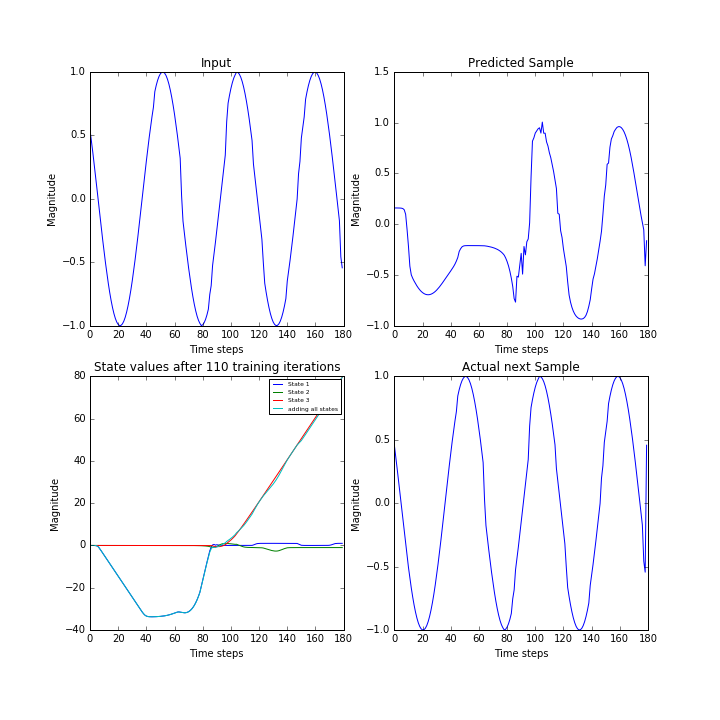 Input
Predicted Sample
1.0
0.5
0.0
−0.5
−1.0
Magnitude
0 20 40 60 80 100 120 140 160 180
Time steps
1.5
1.0
0.5
0.0
−0.5
−1.0
Magnitude
0 20 40 60 80 100 120 140 160 180
Time steps
State values after 110 training iterations
Actual next Sample
80
60
40
20
0
−20
−40
Magnitude
State 1
State 2
State 3
adding all states
0 20 40 60 80 100 120 140 160 180
Time steps
1.0
0.5
0.0
−0.5
−1.0
Magnitude
0 20 40 60 80 100 120 140 160 180
Time steps